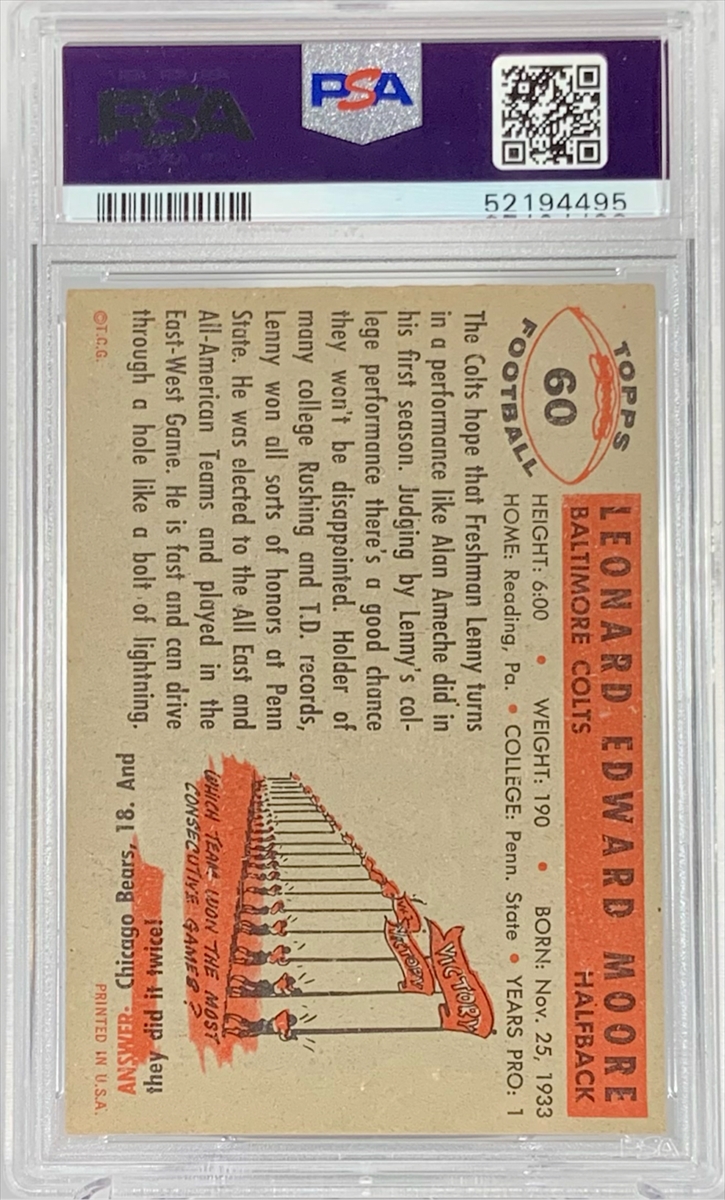 PSA
PSA
52194495
TOPPS
60
FOOTBALL
LEONARD EDWARD MOORE
BALTIMORE COLTS HALFBACK
HEIGHT: 6:00 • WEIGHT: 190 • BORN: Nov. 25, 1933
HOME: Reading, Pa. • COLLEGE: Penn. State • YEARS PRO: 1
The Colts hope that Freshman Lenny turns
in a performance like Alan Ameche did in
his first season. Judging by Lenny's col-
lege performance there's a good chance
they won't be disappointed. Holder of
many college Rushing and T.D. records,
Lenny won all sorts of honors at Penn
State. He was elected to the All East and
All-American Teams and played in the
East-West Game. He is fast and can drive
through a hole like a bolt of lightning.
©T.C.G.
VICTORY
VICTORY
WHICH TEAM WON THE MOST
CONSECUTIVE GAMES?
ANSWER:
Chicago Bears, 18. And
they did it twice!
PRINTED IN U.S.A.